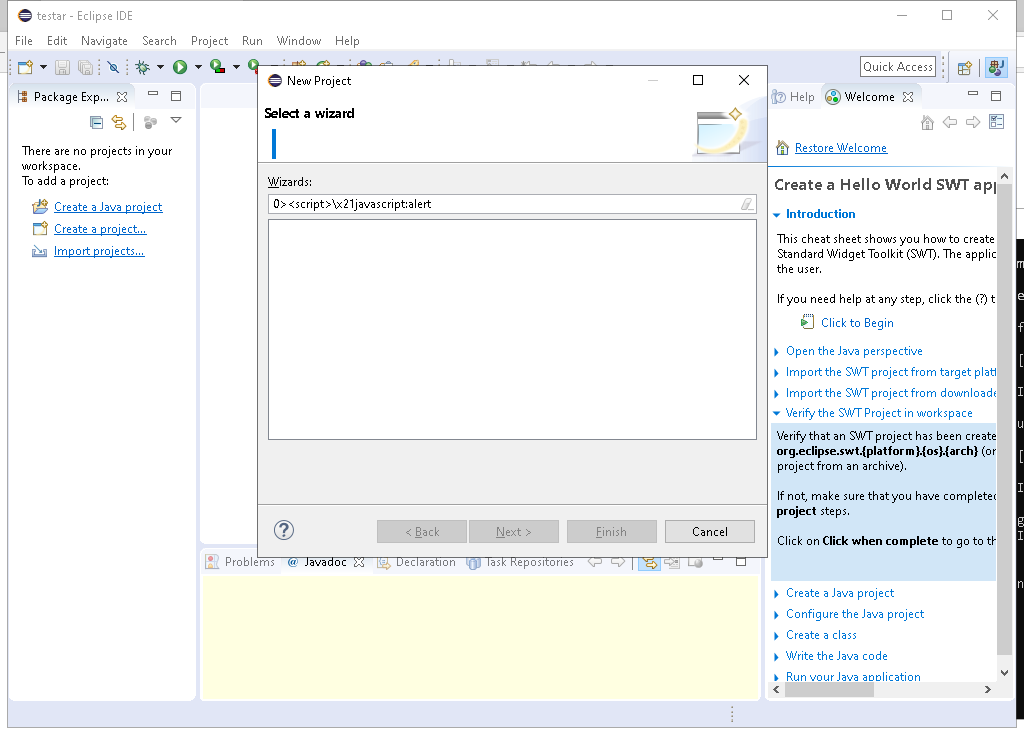 testar - Eclipse IDE
File Edit Navigate Search Project Run Window Help
Quick Access
Package Exp...
There are no projects in your
workspace.
To add a project:
Create a Java project
Create a project...
Import projects...
New Project
Select a wizard
Wizards:
0><script>\x21javascript:alert
< Back Next > Finish Cancel
Problems @ Javadoc Declaration Task Repositories
Help Welcome
Restore Welcome
Create a Hello World SWT app
Introduction
This cheat sheet shows you how to create
Standard Widget Toolkit (SWT). The applic
the user.
If you need help at any step, click the (?) t
Click to Begin
Open the Java perspective
Import the SWT project from target platf
Import the SWT project from downloade
Verify the SWT Project in workspace
Verify that an SWT project has been create
org.eclipse.swt.{platform}.{os}.{arch} (or
project from an archive).
If not, make sure that you have completed
project steps.
Click on Click when complete to go to th
Create a Java project
Configure the Java project
Create a class
Write the Java code
Run your Java application